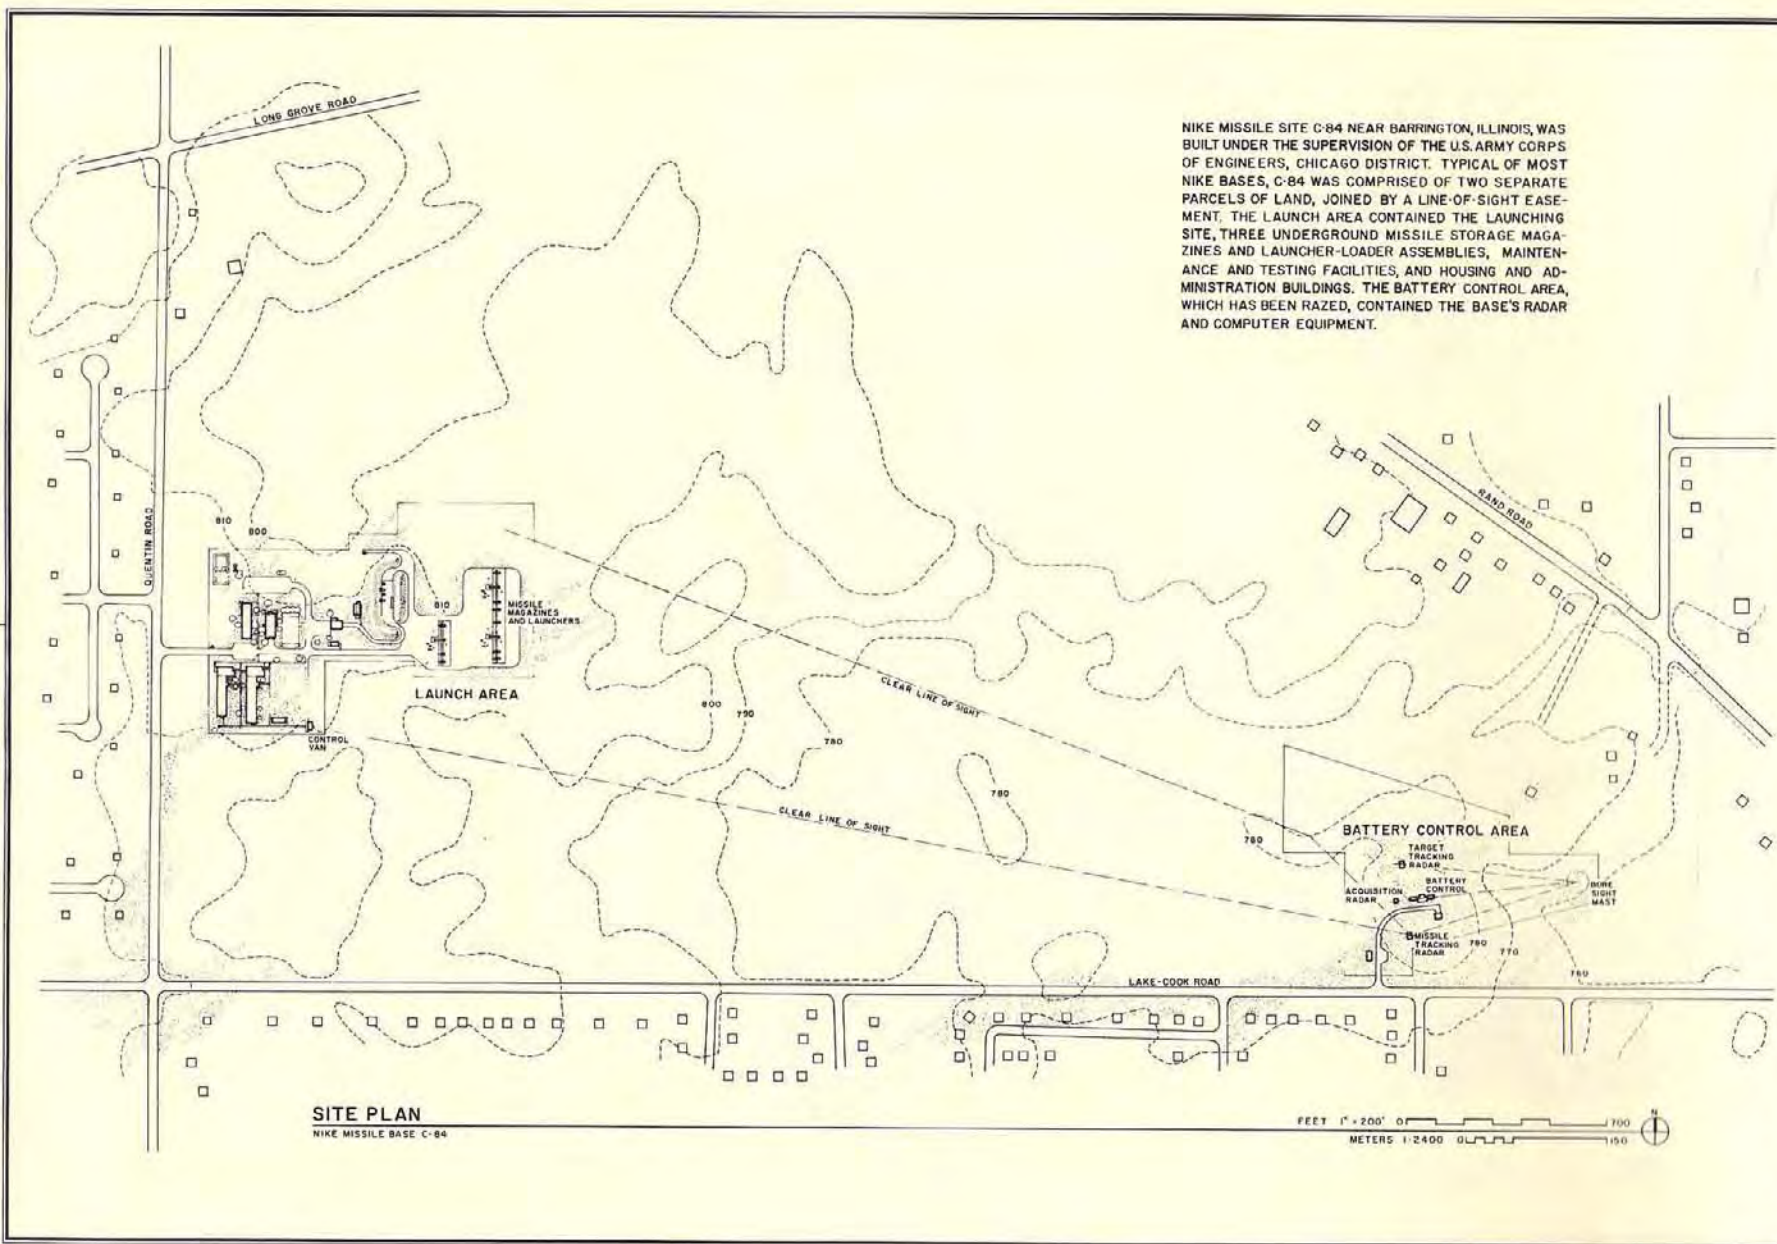 LONG GROVE ROAD
NIKE MISSILE SITE C-84 NEAR BARRINGTON, ILLINOIS, WAS
BUILT UNDER THE SUPERVISION OF THE U.S. ARMY CORPS
OF ENGINEERS, CHICAGO DISTRICT. TYPICAL OF MOST
NIKE BASES, C-84 WAS COMPRISED OF TWO SEPARATE
PARCELS OF LAND, JOINED BY A LINE-OF-SIGHT EASE-
MENT. THE LAUNCH AREA CONTAINED THE LAUNCHING
SITE, THREE UNDERGROUND MISSILE STORAGE MAGA-
ZINES AND LAUNCHER-LOADER ASSEMBLIES, MAINTEN-
ANCE AND TESTING FACILITIES, AND HOUSING AND AD-
MINISTRATION BUILDINGS. THE BATTERY CONTROL AREA,
WHICH HAS BEEN RAZED, CONTAINED THE BASE'S RADAR
AND COMPUTER EQUIPMENT.
RAND ROAD
QUENTIN ROAD
810
800
810
MISSILE
MAGAZINES
AND LAUNCHERS
LAUNCH AREA
CONTROL
VAN
800
790
780
CLEAR LINE OF SIGHT
CLEAR LINE OF SIGHT
780
780
BATTERY CONTROL AREA
TARGET
TRACKING
RADAR
ACQUISITION
RADAR
BATTERY
CONTROL
BORE
SIGHT
MAST
MISSILE
TRACKING
RADAR
780
770
760
LAKE-COOK ROAD
SITE PLAN
NIKE MISSILE BASE C-84
FEET 1"=200' 0 700
METERS 1:2400 0 150
N